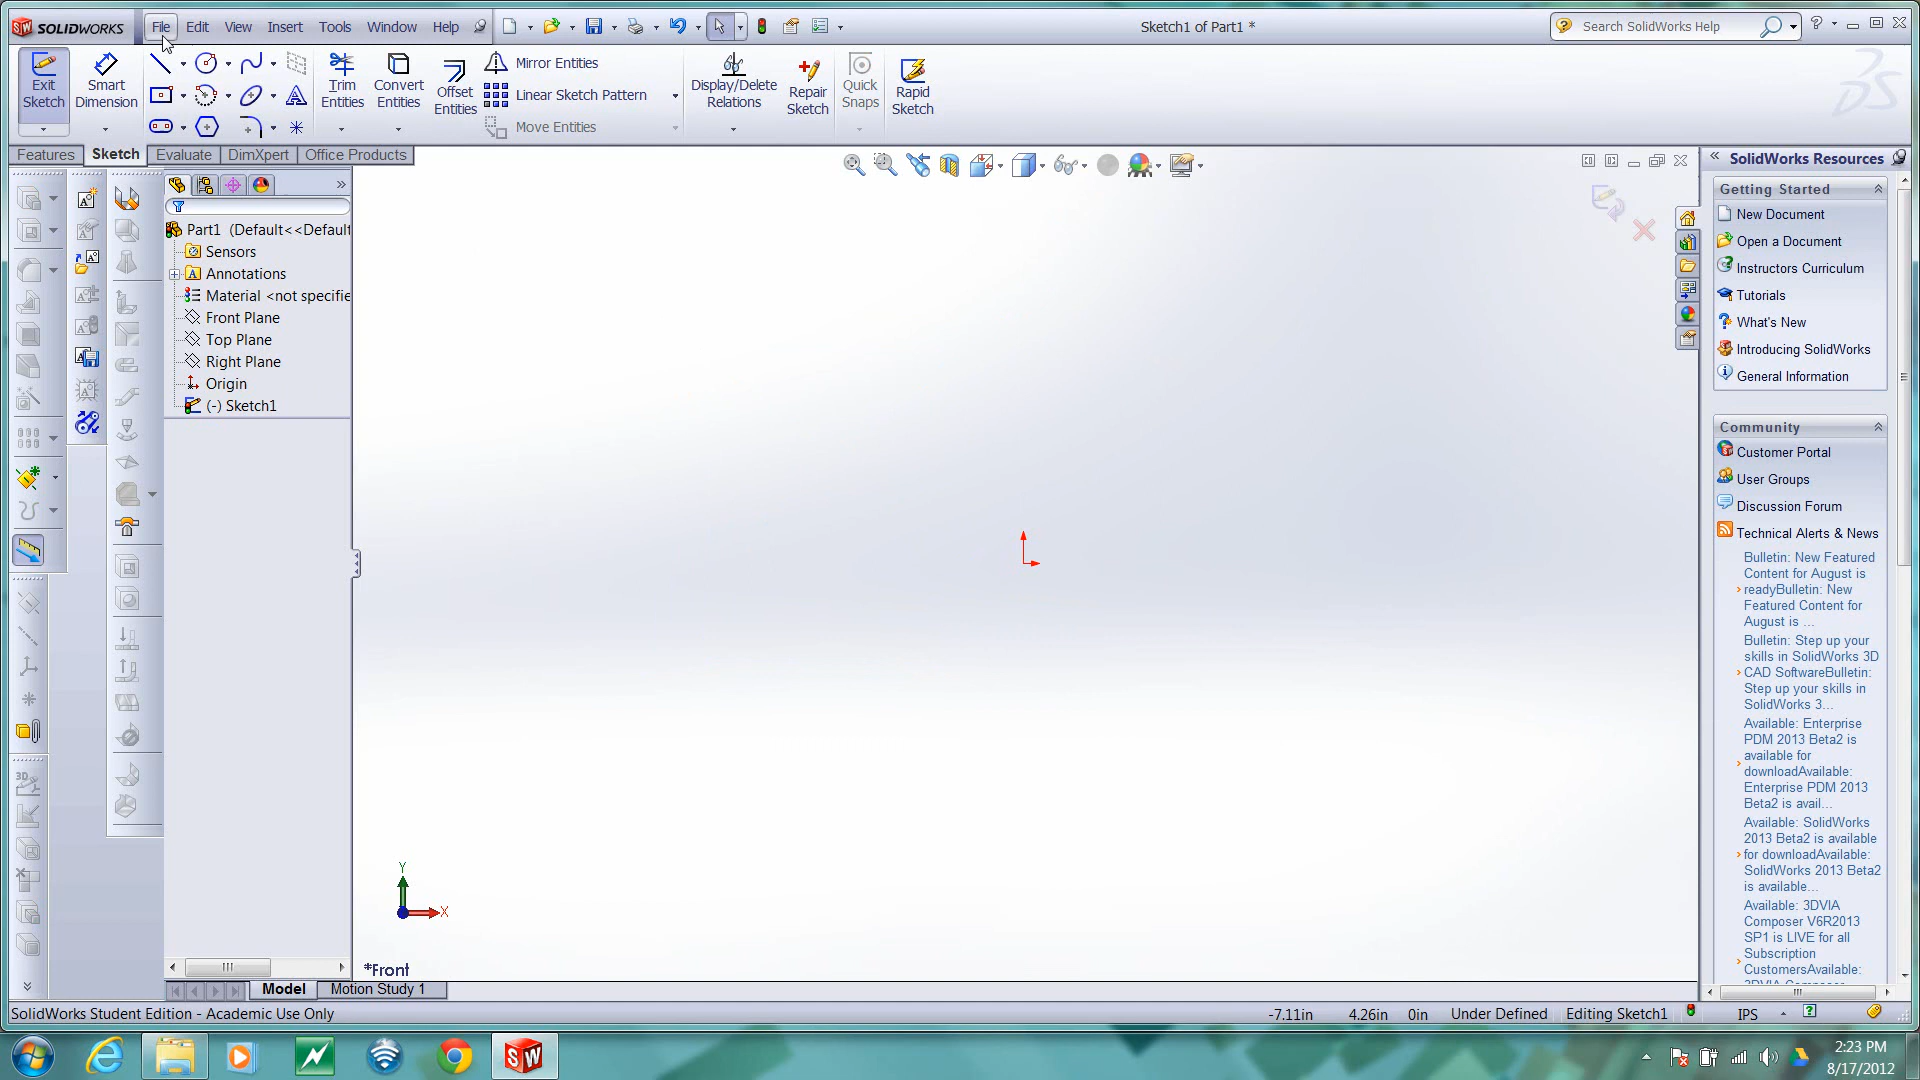 SOLIDWORKS File Edit View Insert Tools Window Help Sketch1 of Part1 * Search SolidWorks Help
Exit Sketch
Smart Dimension
Trim Entities
Convert Entities
Offset Entities
Mirror Entities
Linear Sketch Pattern
Move Entities
Display/Delete Relations
Repair Sketch
Quick Snaps
Rapid Sketch
Features Sketch Evaluate DimXpert Office Products
Part1 (Default<<Default
Sensors
Annotations
Material <not specifie
Front Plane
Top Plane
Right Plane
Origin
(-) Sketch1
Y
X
*Front
Model Motion Study 1
SolidWorks Resources
Getting Started
New Document
Open a Document
Instructors Curriculum
Tutorials
What's New
Introducing SolidWorks
General Information
Community
Customer Portal
User Groups
Discussion Forum
Technical Alerts & News
Bulletin: New Featured
Content for August is
readyBulletin: New
Featured Content for
August is ...
Bulletin: Step up your
skills in SolidWorks 3D
CAD SoftwareBulletin:
Step up your skills in
SolidWorks 3...
Available: Enterprise
PDM 2013 Beta2 is
available for
downloadAvailable:
Enterprise PDM 2013
Beta2 is avail...
Available: SolidWorks
2013 Beta2 is available
for downloadAvailable:
SolidWorks 2013 Beta2
is available...
Available: 3DVIA
Composer V6R2013
SP1 is LIVE for all
Subscription
CustomersAvailable:
SolidWorks Student Edition - Academic Use Only -7.11in 4.26in 0in Under Defined Editing Sketch1 IPS
2:23 PM
8/17/2012